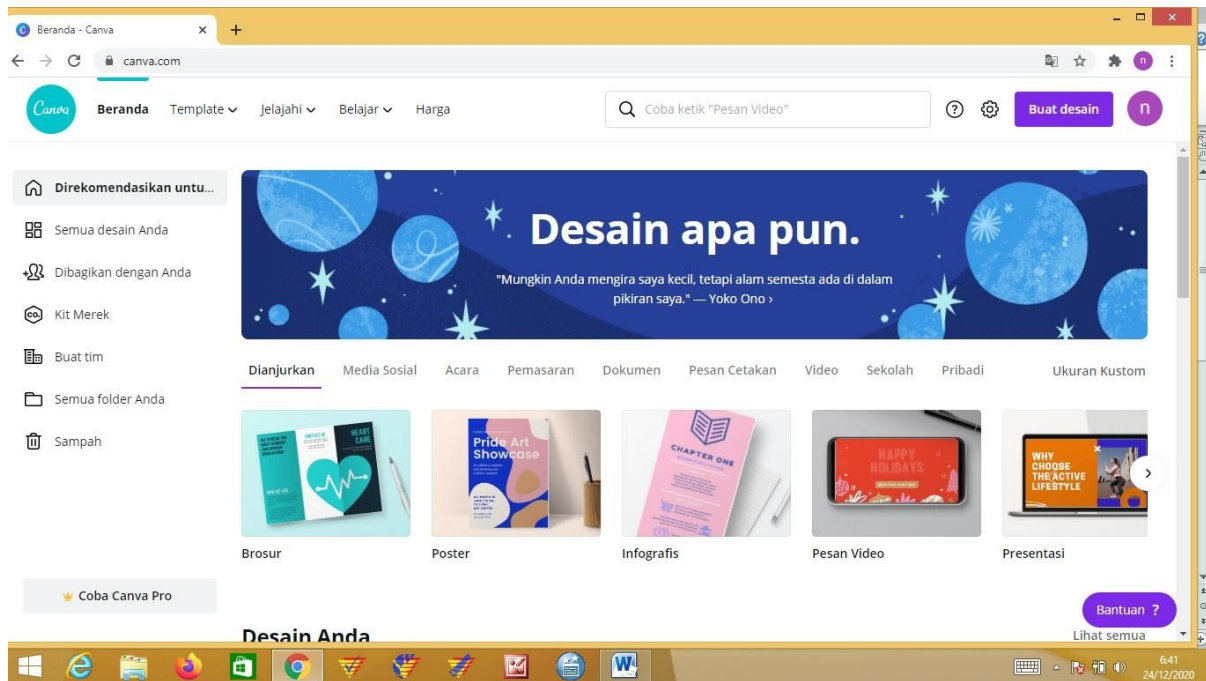 Beranda - Canva
canva.com
Canva
Beranda
Template
Jelajahi
Belajar
Harga
Coba ketik "Pesan Video"
Buat desain
n
Direkomendasikan untu...
Semua desain Anda
Dibagikan dengan Anda
Kit Merek
Buat tim
Semua folder Anda
Sampah
Coba Canva Pro
Desain apa pun.
"Mungkin Anda mengira saya kecil, tetapi alam semesta ada di dalam
pikiran saya." — Yoko Ono ›
Dianjurkan
Media Sosial
Acara
Pemasaran
Dokumen
Pesan Cetakan
Video
Sekolah
Pribadi
Ukuran Kustom
HEART
CARE
Pride Art
Showcase
CHAPTER ONE
HAPPY
HOLIDAYS
WHY
CHOOSE
THE ACTIVE
LIFESTYLE
Brosur
Poster
Infografis
Pesan Video
Presentasi
Bantuan ?
Desain Anda
Lihat semua
6:41
24/12/2020